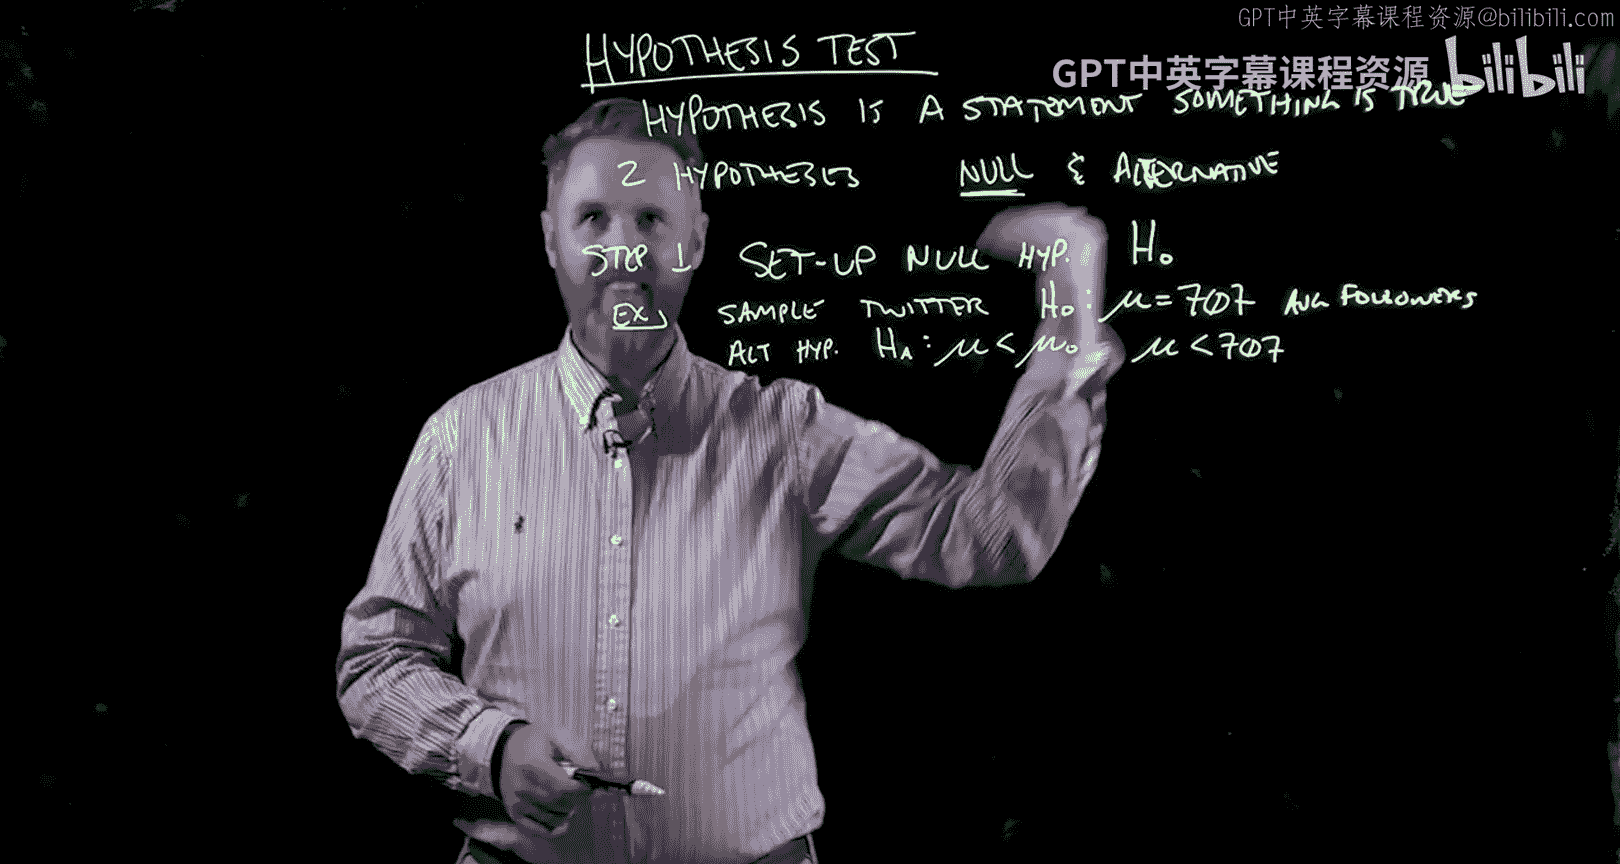 GPT中英字幕课程资源@bilibili.com
GPT中英字幕课程资源 bilibili
HYPOTHESIS TEST
HYPOTHESIS IS A STATEMENT SOMETHING IS TRUE
2 HYPOTHESES NULL & ALTERNATIVE
STEP 1 SET-UP NULL HYP. H₀
EX) SAMPLE TWITTER H₀: μ = 707 AVG FOLLOWERS
ALT HYP. Hₐ: μ < μ₀ μ < 707